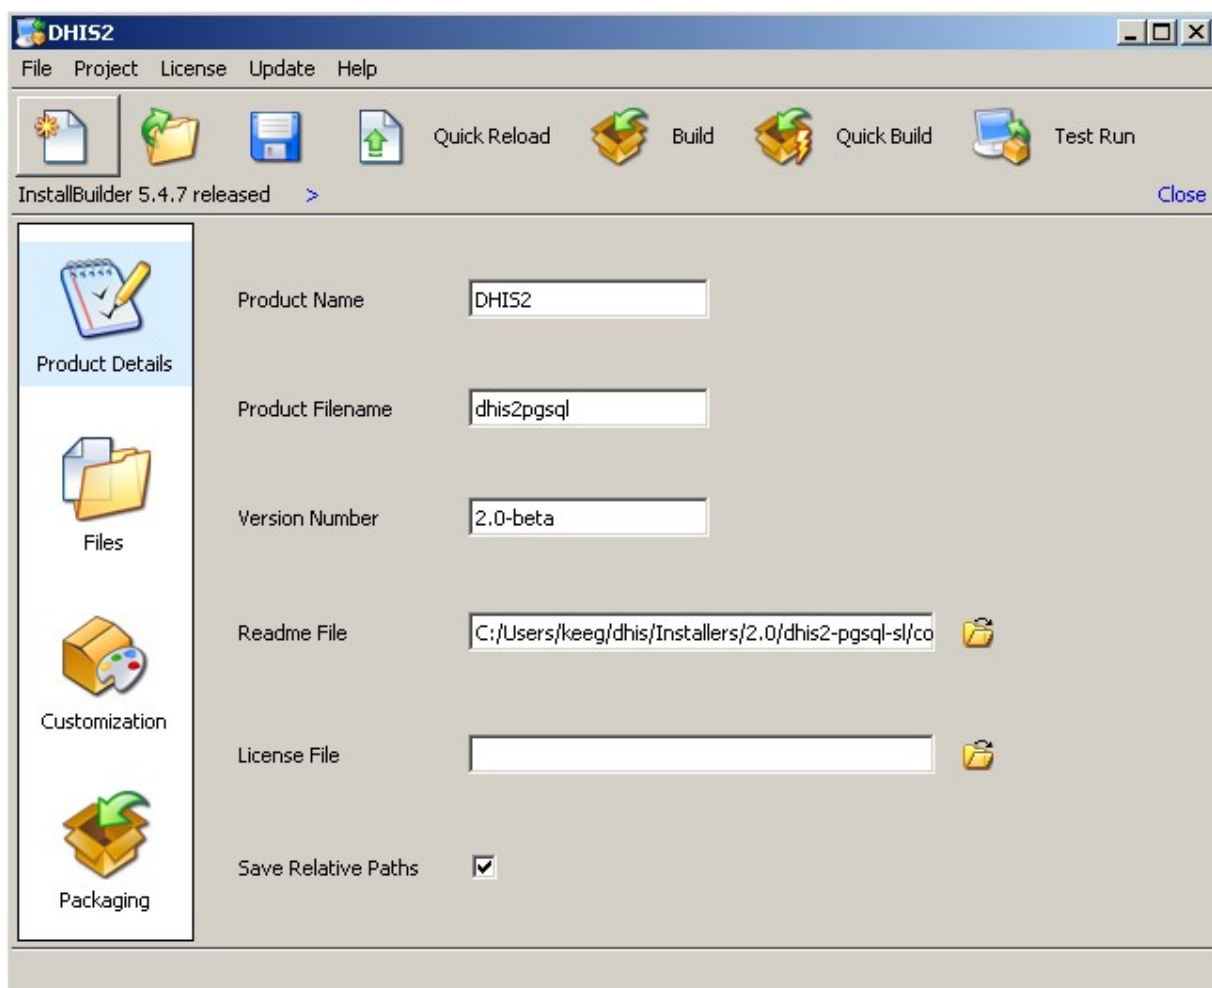 DHIS2
File Project License Update Help
Quick Reload Build Quick Build Test Run
InstallBuilder 5.4.7 released > Close
Product Details
Files
Customization
Packaging
Product Name DHIS2
Product Filename dhis2pgsql
Version Number 2.0-beta
Readme File C:/Users/keeg/dhis/Installers/2.0/dhis2-pgsql-sl/co
License File
Save Relative Paths